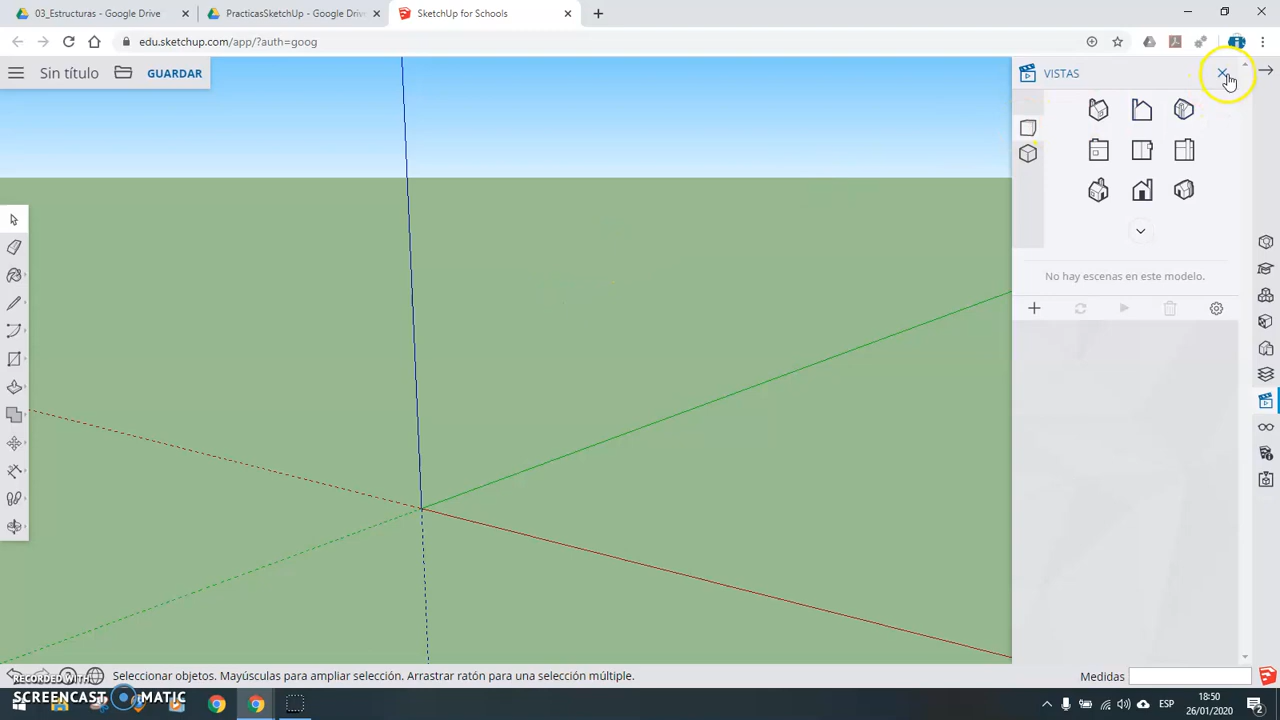 03_Estructuras - Google Drive
PracticasSketchUp - Google Drive
SketchUp for Schools
edu.sketchup.com/app/?auth=goog
Sin título
GUARDAR
VISTAS
No hay escenas en este modelo.
Seleccionar objetos. Mayúsculas para ampliar selección. Arrastrar ratón para una selección múltiple.
Medidas
RECORDED WITH
SCREENCAST MATIC
ESP
18:50
26/01/2020
2